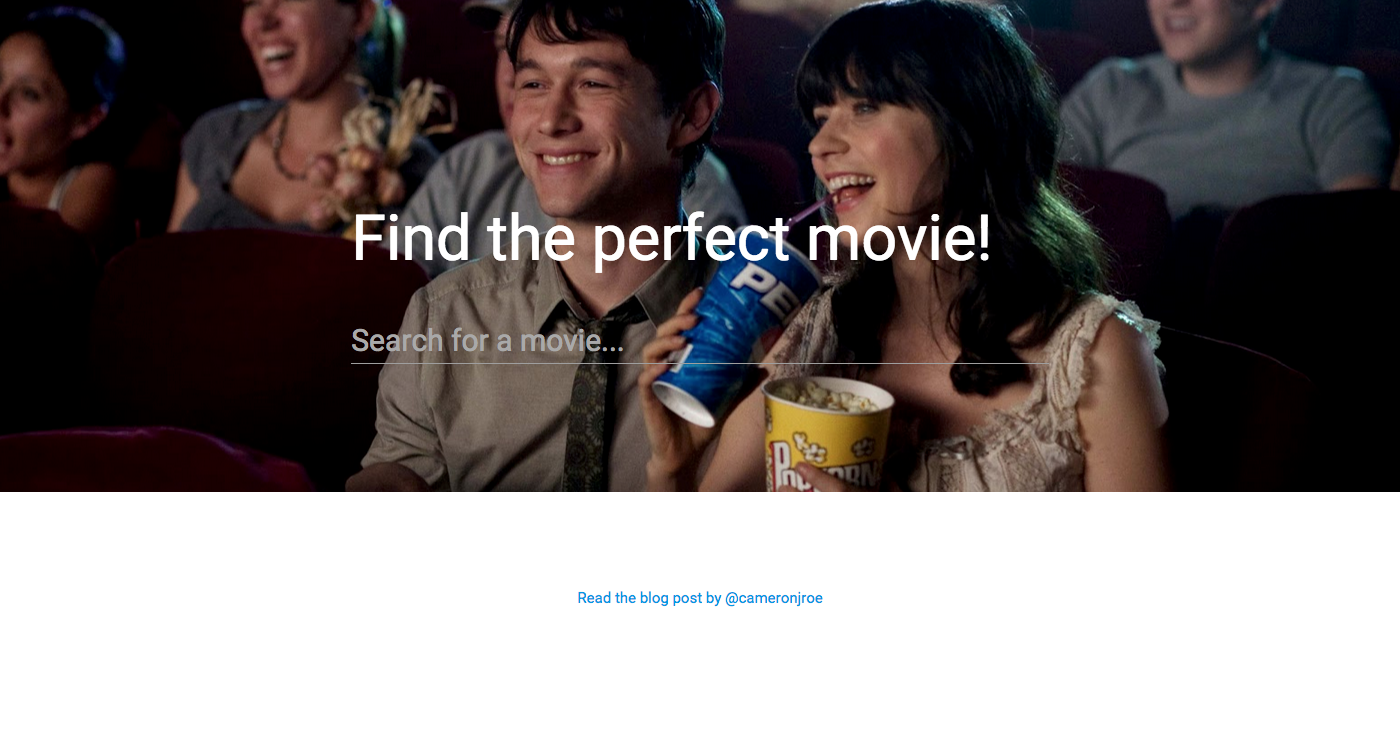 Find the perfect movie!
PE
Search for a movie...
POPCORN
Read the blog post by @cameronjroe